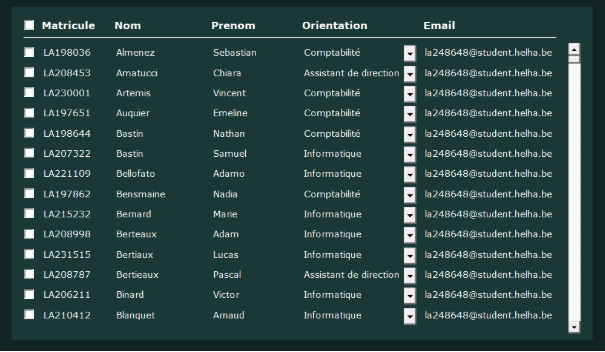 Matricule Nom Prenom Orientation Email
LA198036 Almenez Sebastian Comptabilité la248648@student.helha.be
LA208453 Amatucci Chiara Assistant de direction la248648@student.helha.be
LA230001 Artemis Vincent Comptabilité la248648@student.helha.be
LA197651 Auquier Emeline Comptabilité la248648@student.helha.be
LA198644 Bastin Nathan Comptabilité la248648@student.helha.be
LA207322 Bastin Samuel Informatique la248648@student.helha.be
LA221109 Bellofato Adamo Informatique la248648@student.helha.be
LA197862 Bensmaine Nadia Comptabilité la248648@student.helha.be
LA215232 Bernard Marie Informatique la248648@student.helha.be
LA208998 Berteaux Adam Informatique la248648@student.helha.be
LA231515 Bertiaux Lucas Informatique la248648@student.helha.be
LA208787 Bertieaux Pascal Assistant de direction la248648@student.helha.be
LA206211 Binard Victor Informatique la248648@student.helha.be
LA210412 Blanquet Arnaud Informatique la248648@student.helha.be